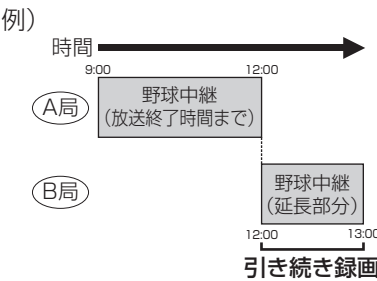 例）
時間
9:00 12:00
A局
野球中継
（放送終了時間まで）
B局
野球中継
（延長部分）
12:00 13:00
引き続き録画